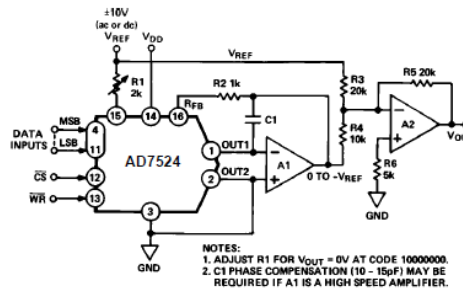 ±10V
(ac or dc)
VREF
VDD
VREF
R1
2k
R2 1k
R3
20k
R5 20k
RFB
C1
15
14
16
MSB
4
DATA
INPUTS
LSB
11
AD7524
1
OUT1
2
OUT2
A1
R4
10k
A2
VOU
0 TO -VREF
CS
12
WR
13
R6
5k
3
GND
GND
NOTES:
1. ADJUST R1 FOR VOUT = 0V AT CODE 10000000.
2. C1 PHASE COMPENSATION (10 – 15pF) MAY BE
REQUIRED IF A1 IS A HIGH SPEED AMPLIFIER.